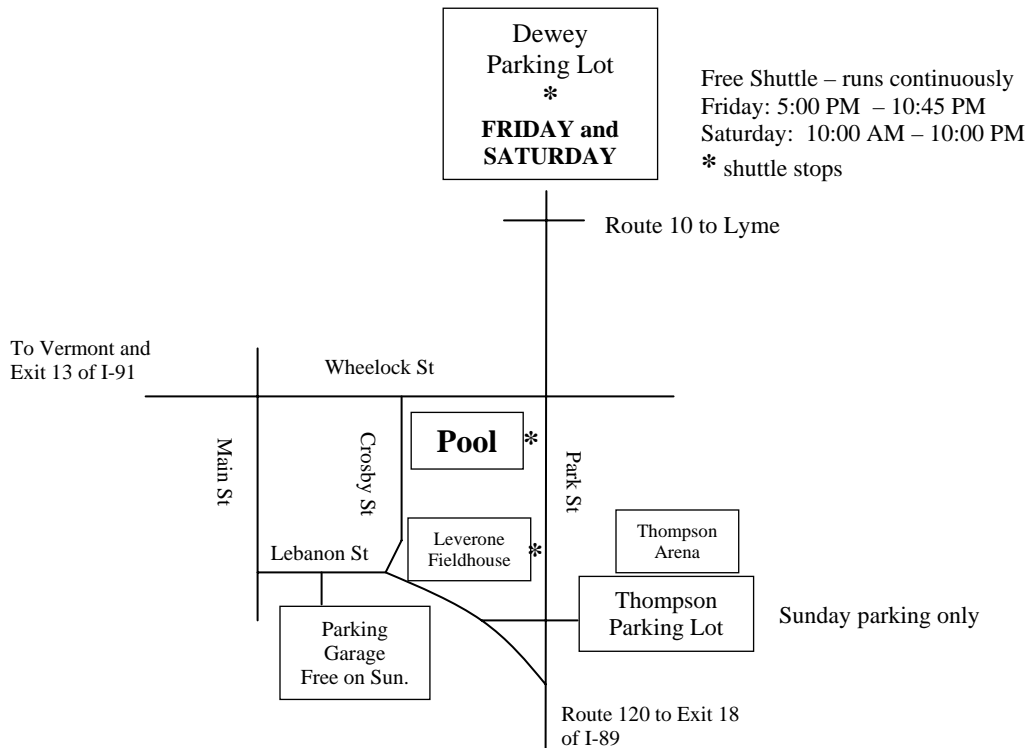 Dewey
Parking Lot
*
FRIDAY and
SATURDAY
Free Shuttle – runs continuously
Friday: 5:00 PM – 10:45 PM
Saturday: 10:00 AM – 10:00 PM
* shuttle stops
Route 10 to Lyme
To Vermont and
Exit 13 of I-91
Wheelock St
Main St
Crosby St
Pool
*
Park St
Lebanon St
Leverone
Fieldhouse
*
Thompson
Arena
Thompson
Parking Lot
Sunday parking only
Parking
Garage
Free on Sun.
Route 120 to Exit 18
of I-89